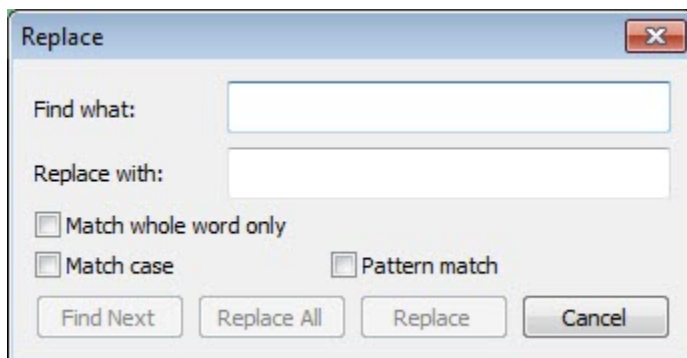 Replace
Find what:
Replace with:
Match whole word only
Match case Pattern match
Find Next Replace All Replace Cancel